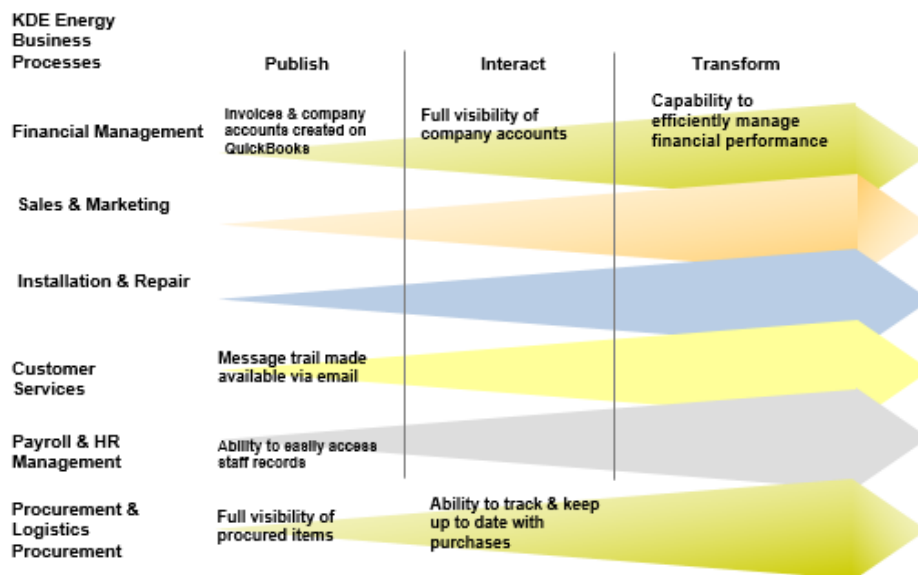 KDE Energy
Business
Processes
Publish
Interact
Transform
Financial Management
Invoices & company
accounts created on
QuickBooks
Full visibility of
company accounts
Capability to
efficiently manage
financial performance
Sales & Marketing
Installation & Repair
Customer
Services
Message trail made
available via email
Payroll & HR
Management
Ability to easily access
staff records
Procurement &
Logistics
Procurement
Full visibility of
procured items
Ability to track & keep
up to date with
purchases